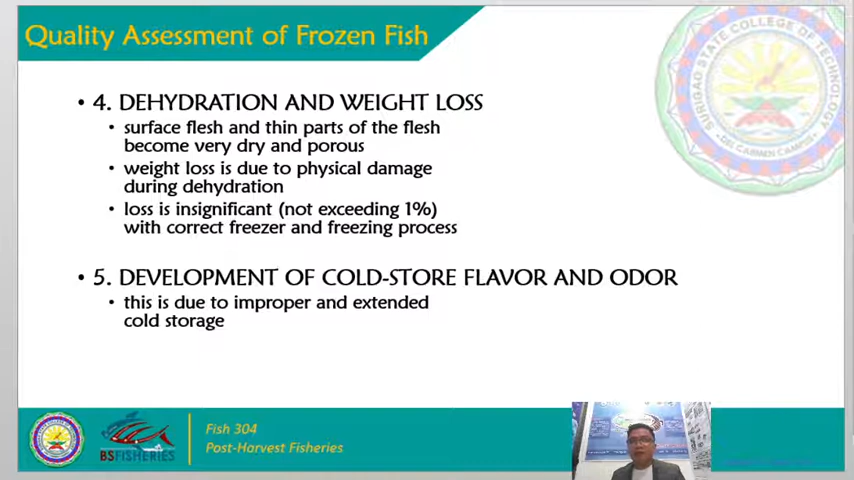 Quality Assessment of Frozen Fish
SURIGAO STATE COLLEGE OF TECHNOLOGY
DEL CARMEN CAMPUS
• 4. DEHYDRATION AND WEIGHT LOSS
• surface flesh and thin parts of the flesh
become very dry and porous
• weight loss is due to physical damage
during dehydration
• loss is insignificant (not exceeding 1%)
with correct freezer and freezing process
• 5. DEVELOPMENT OF COLD-STORE FLAVOR AND ODOR
• this is due to improper and extended
cold storage
BSFISHERIES
Fish 304
Post-Harvest Fisheries